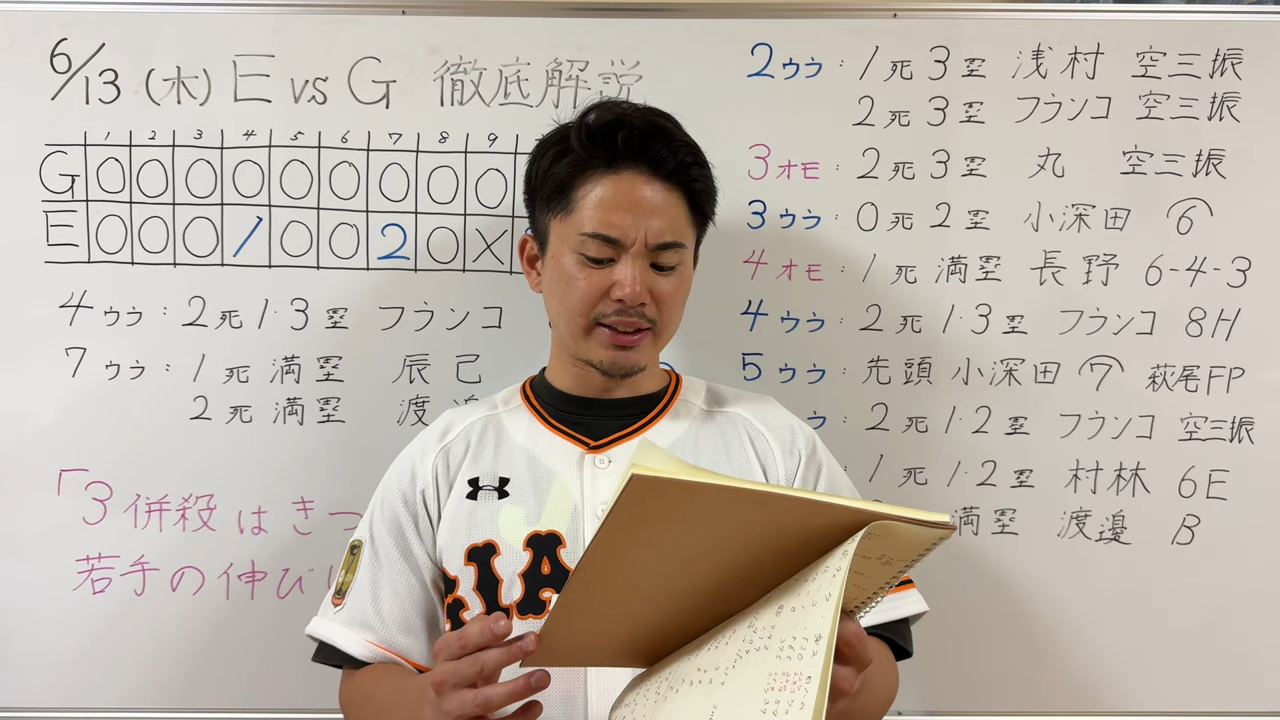 6/13 (木) E vs G 徹底解説
1 2 3 4 5 6 7 8 9
G 0 0 0 0 0 0 0 0 0
E 0 0 0 1 0 0 2 0 X
4ウラ:2死1・3塁 フランコ
7ウラ:1死満塁 辰己
2死満塁 渡邊
「3併殺はきつ
若手の伸び
2ウラ:1死3塁 浅村 空三振
2死3塁 フランコ 空三振
3オモ:2死3塁 丸 空三振
3ウラ:0死2塁 小深田 6
4オモ:1死満塁 長野 6-4-3
4ウラ:2死1・3塁 フランコ 8H
5ウラ:先頭 小深田 7 萩尾FP
ラ:2死1・2塁 フランコ 空三振
:1死1・2塁 村林 6E
満塁 渡邊 B
GIA